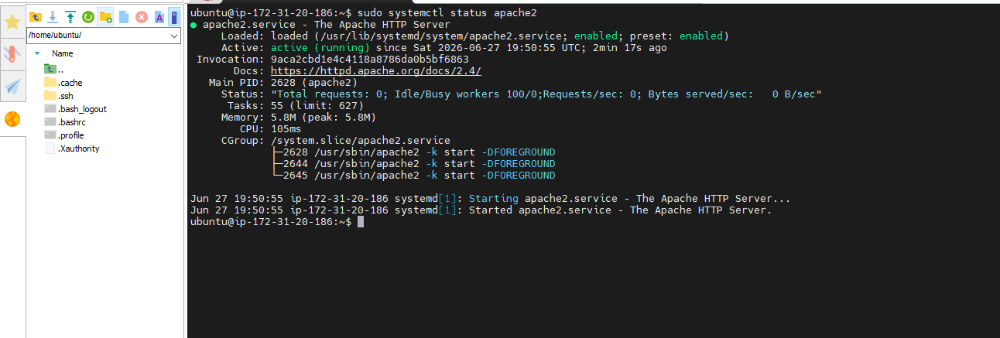 /home/ubuntu/
Name
..
.cache
.ssh
.bash_logout
.bashrc
.profile
.Xauthority
ubuntu@ip-172-31-20-186:~$ sudo systemctl status apache2
● apache2.service - The Apache HTTP Server
     Loaded: loaded (/usr/lib/systemd/system/apache2.service; enabled; preset: enabled)
     Active: active (running) since Sat 2026-06-27 19:50:55 UTC; 2min 17s ago
 Invocation: 9aca2cbd1e4c4118a8786da0b5bf6863
       Docs: https://httpd.apache.org/docs/2.4/
   Main PID: 2628 (apache2)
     Status: "Total requests: 0; Idle/Busy workers 100/0;Requests/sec: 0; Bytes served/sec:   0 B/sec"
      Tasks: 55 (limit: 627)
     Memory: 5.8M (peak: 5.8M)
        CPU: 105ms
     CGroup: /system.slice/apache2.service
             ├─2628 /usr/sbin/apache2 -k start -DFOREGROUND
             ├─2644 /usr/sbin/apache2 -k start -DFOREGROUND
             └─2645 /usr/sbin/apache2 -k start -DFOREGROUND
Jun 27 19:50:55 ip-172-31-20-186 systemd[1]: Starting apache2.service - The Apache HTTP Server...
Jun 27 19:50:55 ip-172-31-20-186 systemd[1]: Started apache2.service - The Apache HTTP Server.
ubuntu@ip-172-31-20-186:~$